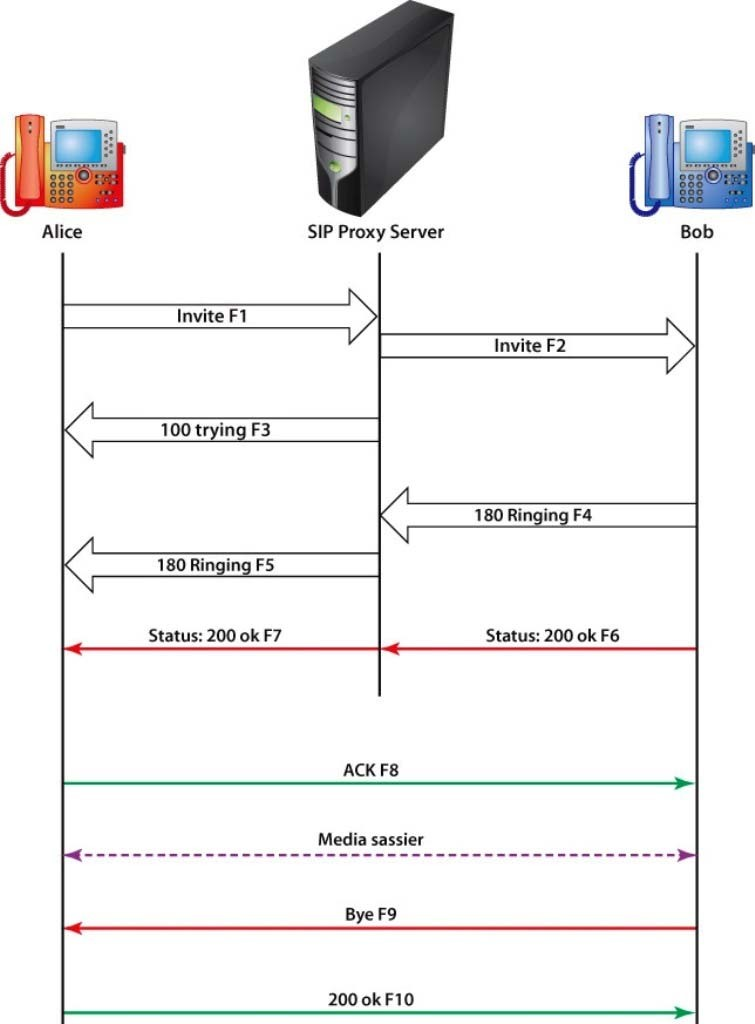 Alice
SIP Proxy Server
Bob
Invite F1
Invite F2
100 trying F3
180 Ringing F4
180 Ringing F5
Status: 200 ok F7
Status: 200 ok F6
ACK F8
Media sassier
Bye F9
200 ok F10